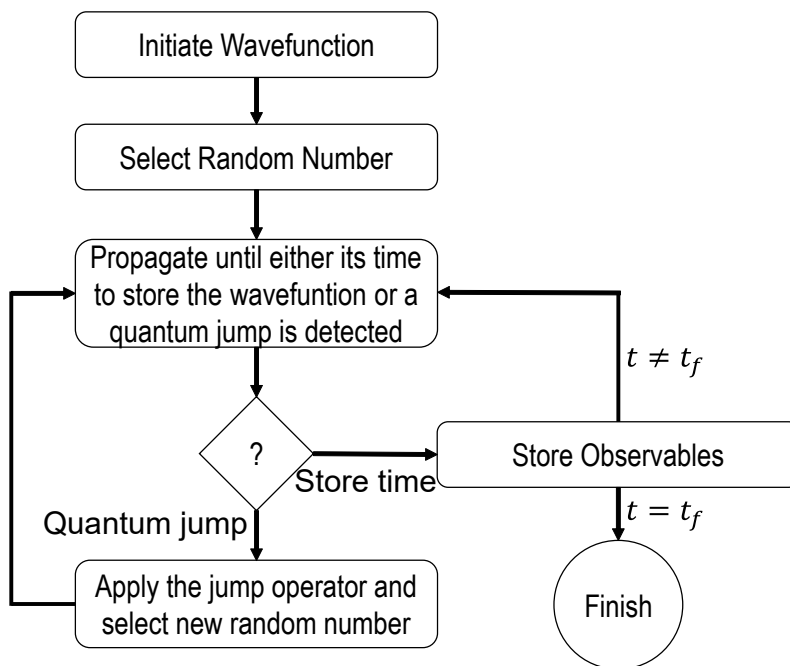 Initiate Wavefunction
Select Random Number
Propagate until either its time
to store the wavefuntion or a
quantum jump is detected
t ≠ t_f
?
Store time
Store Observables
Quantum jump
t = t_f
Apply the jump operator and
select new random number
Finish